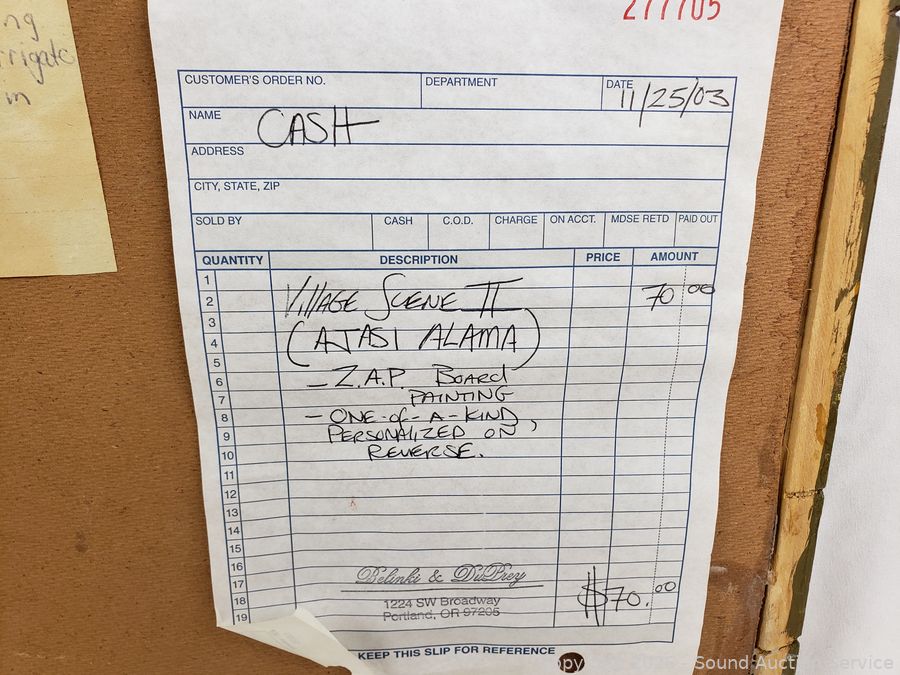 ng
rrigate
in
277705
CUSTOMER'S ORDER NO. DEPARTMENT DATE 11/25/03
NAME CASH
ADDRESS
CITY, STATE, ZIP
SOLD BY CASH C.O.D. CHARGE ON ACCT. MDSE RETD PAID OUT
QUANTITY DESCRIPTION PRICE AMOUNT
1
2 VILLAGE SCENE II 70 00
3
4 (AJASI ALAMA)
5
6 - Z.A.P. BOARD
7 PAINTING
8 - ONE-OF-A-KIND,
9 PERSONALIZED ON
10 REVERSE.
11
12
13
14
15
16
17 Belinki & DuPrey
18 1224 SW Broadway $70.00
19 Portland, OR 97205
KEEP THIS SLIP FOR REFERENCE
Sound Auction Service